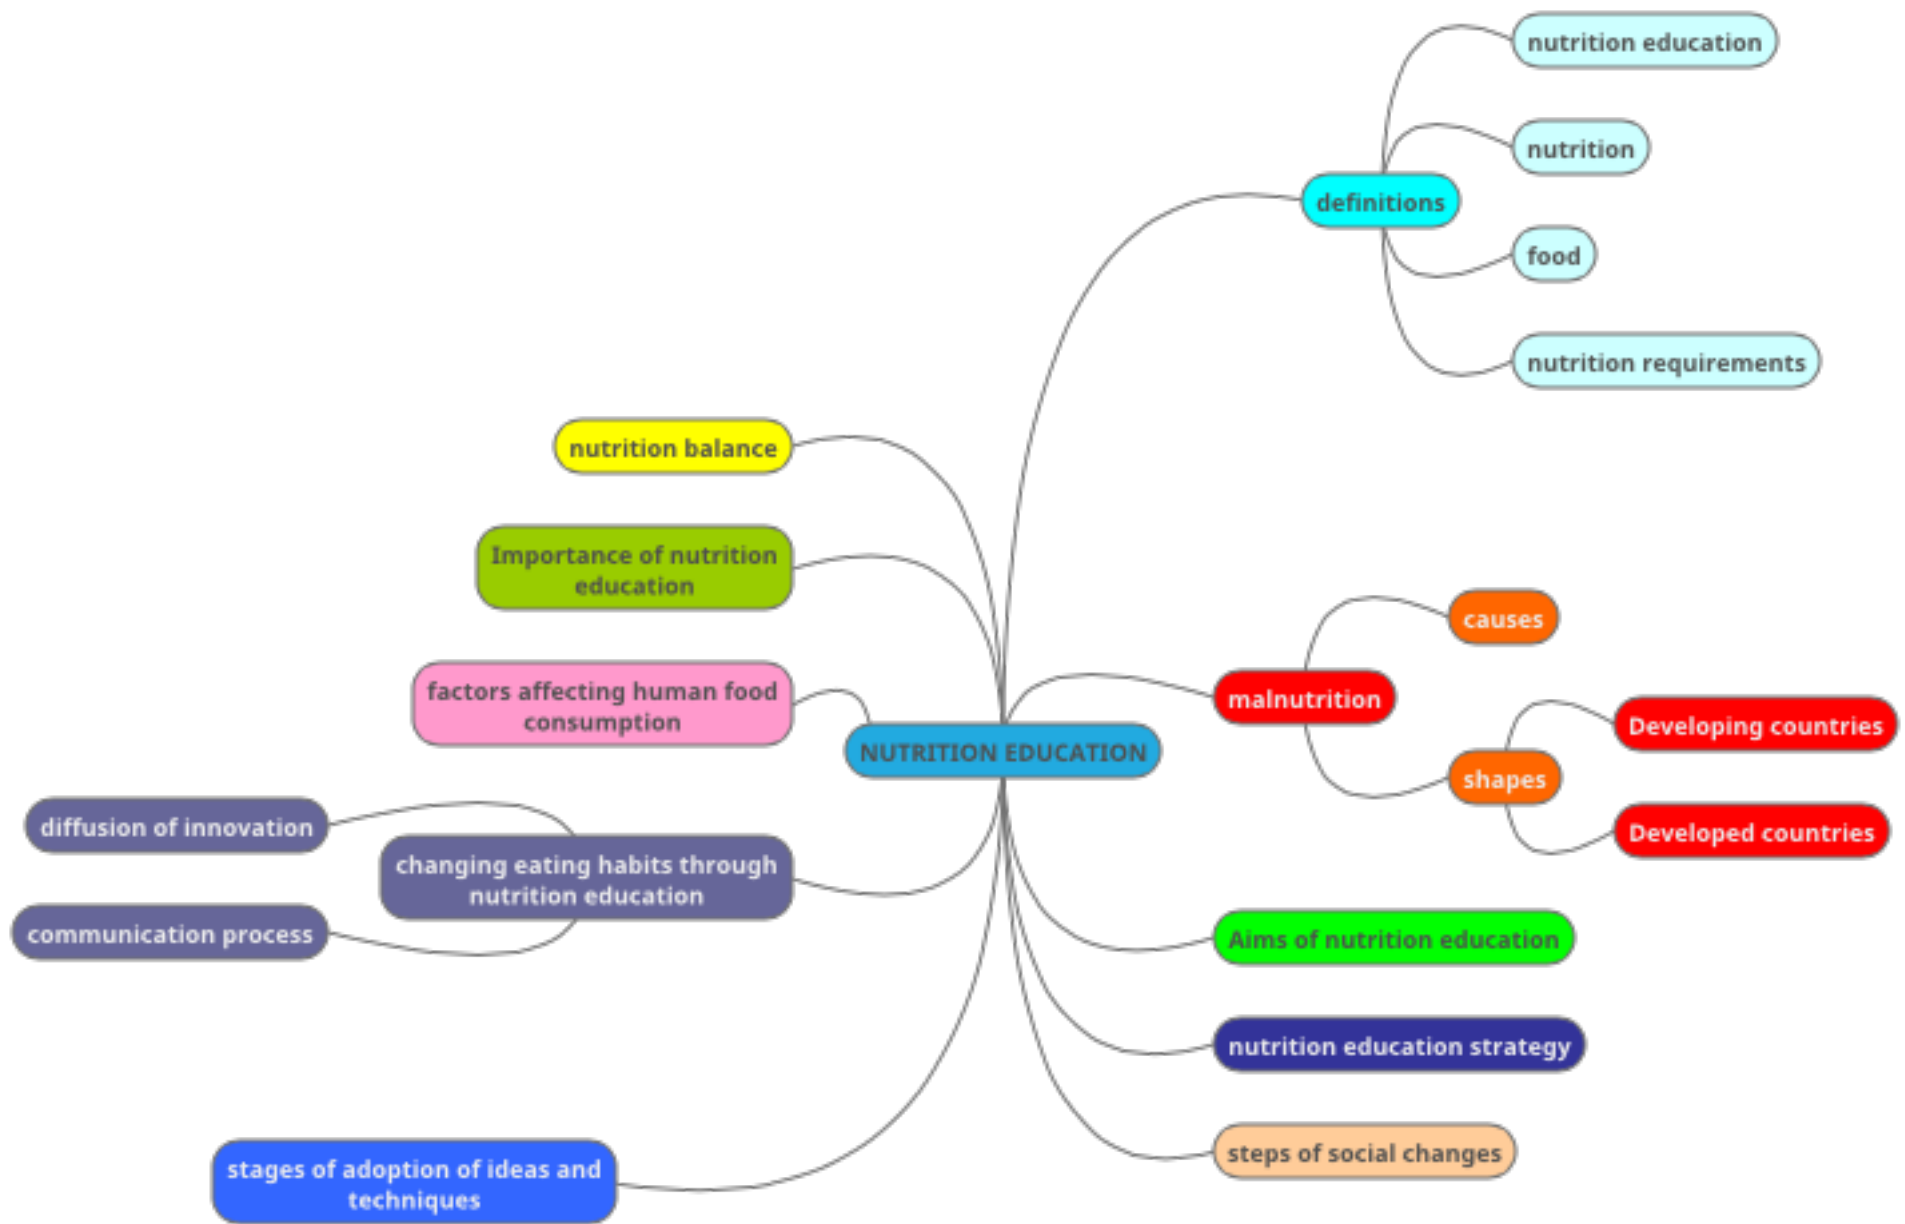 nutrition education
nutrition
definitions
food
nutrition requirements
nutrition balance
Importance of nutrition
education
factors affecting human food
consumption
NUTRITION EDUCATION
causes
malnutrition
Developing countries
shapes
Developed countries
diffusion of innovation
changing eating habits through
nutrition education
communication process
Aims of nutrition education
nutrition education strategy
steps of social changes
stages of adoption of ideas and
techniques